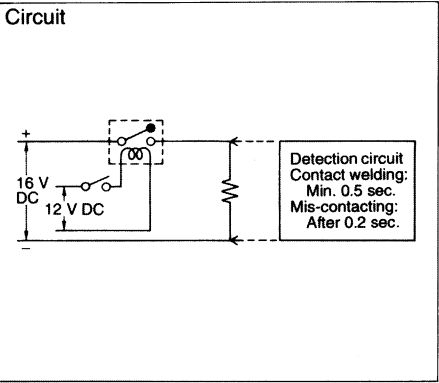 Circuit
+
16 V
DC
12 V DC
−
Detection circuit
Contact welding:
Min. 0.5 sec.
Mis-contacting:
After 0.2 sec.